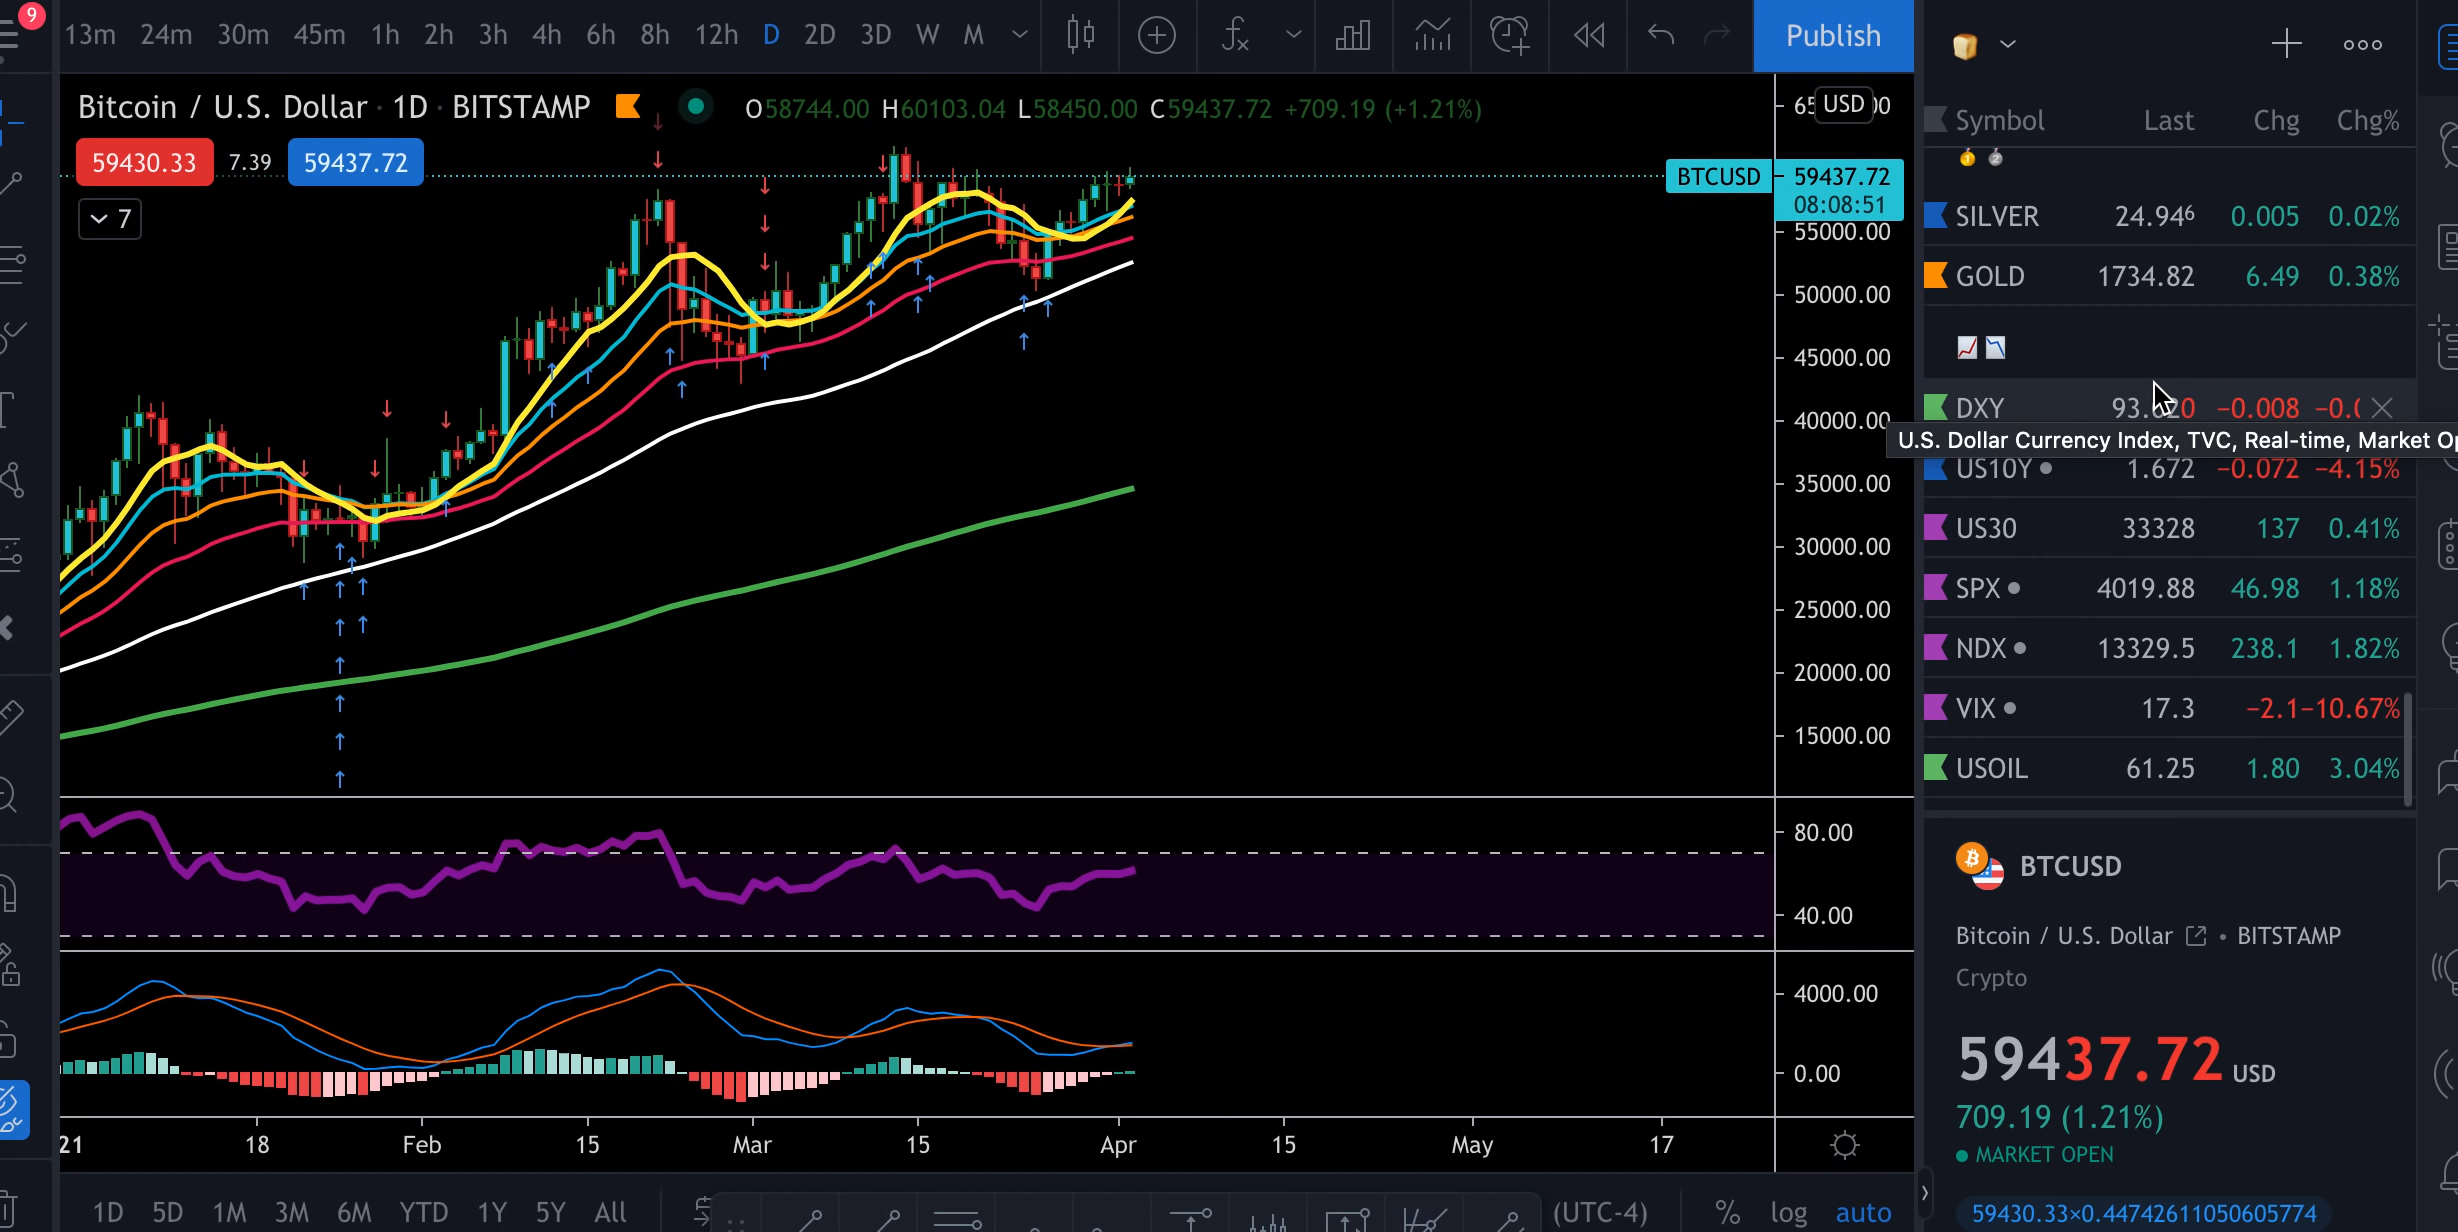 9
13m 24m 30m 45m 1h 2h 3h 4h 6h 8h 12h D 2D 3D W M
Publish
Bitcoin / U.S. Dollar · 1D · BITSTAMP
O58744.00 H60103.04 L58450.00 C59437.72 +709.19 (+1.21%)
59430.33 7.39 59437.72
7
USD
BTCUSD 59437.72
08:08:51
55000.00
50000.00
45000.00
40000.00
35000.00
30000.00
25000.00
20000.00
15000.00
80.00
40.00
4000.00
0.00
21 18 Feb 15 Mar 15 Apr 15 May 17
1D 5D 1M 3M 6M YTD 1Y 5Y All
(UTC-4) % log auto
Symbol Last Chg Chg%
SILVER 24.946 0.005 0.02%
GOLD 1734.82 6.49 0.38%
DXY −0.008
U.S. Dollar Currency Index, TVC, Real-time, Market
US10Y 1.672 −0.072 −4.15%
US30 33328 137 0.41%
SPX 4019.88 46.98 1.18%
NDX 13329.5 238.1 1.82%
VIX 17.3 −2.1 −10.67%
USOIL 61.25 1.80 3.04%
BTCUSD
Bitcoin / U.S. Dollar • BITSTAMP
Crypto
59437.72 USD
709.19 (1.21%)
MARKET OPEN
59430.33×0.44742611050605774